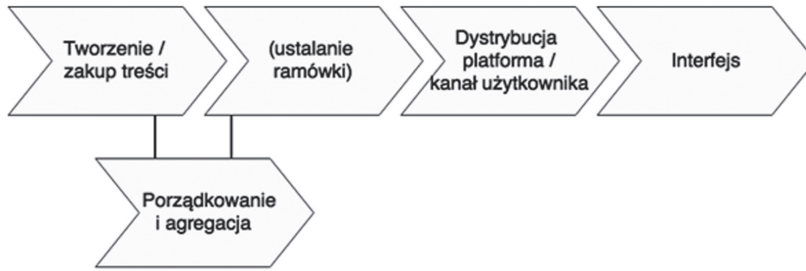 Tworzenie /
zakup treści
(ustalanie
ramówki)
Dystrybucja
platforma /
kanał użytkownika
Interfejs
Porządkowanie
i agregacja